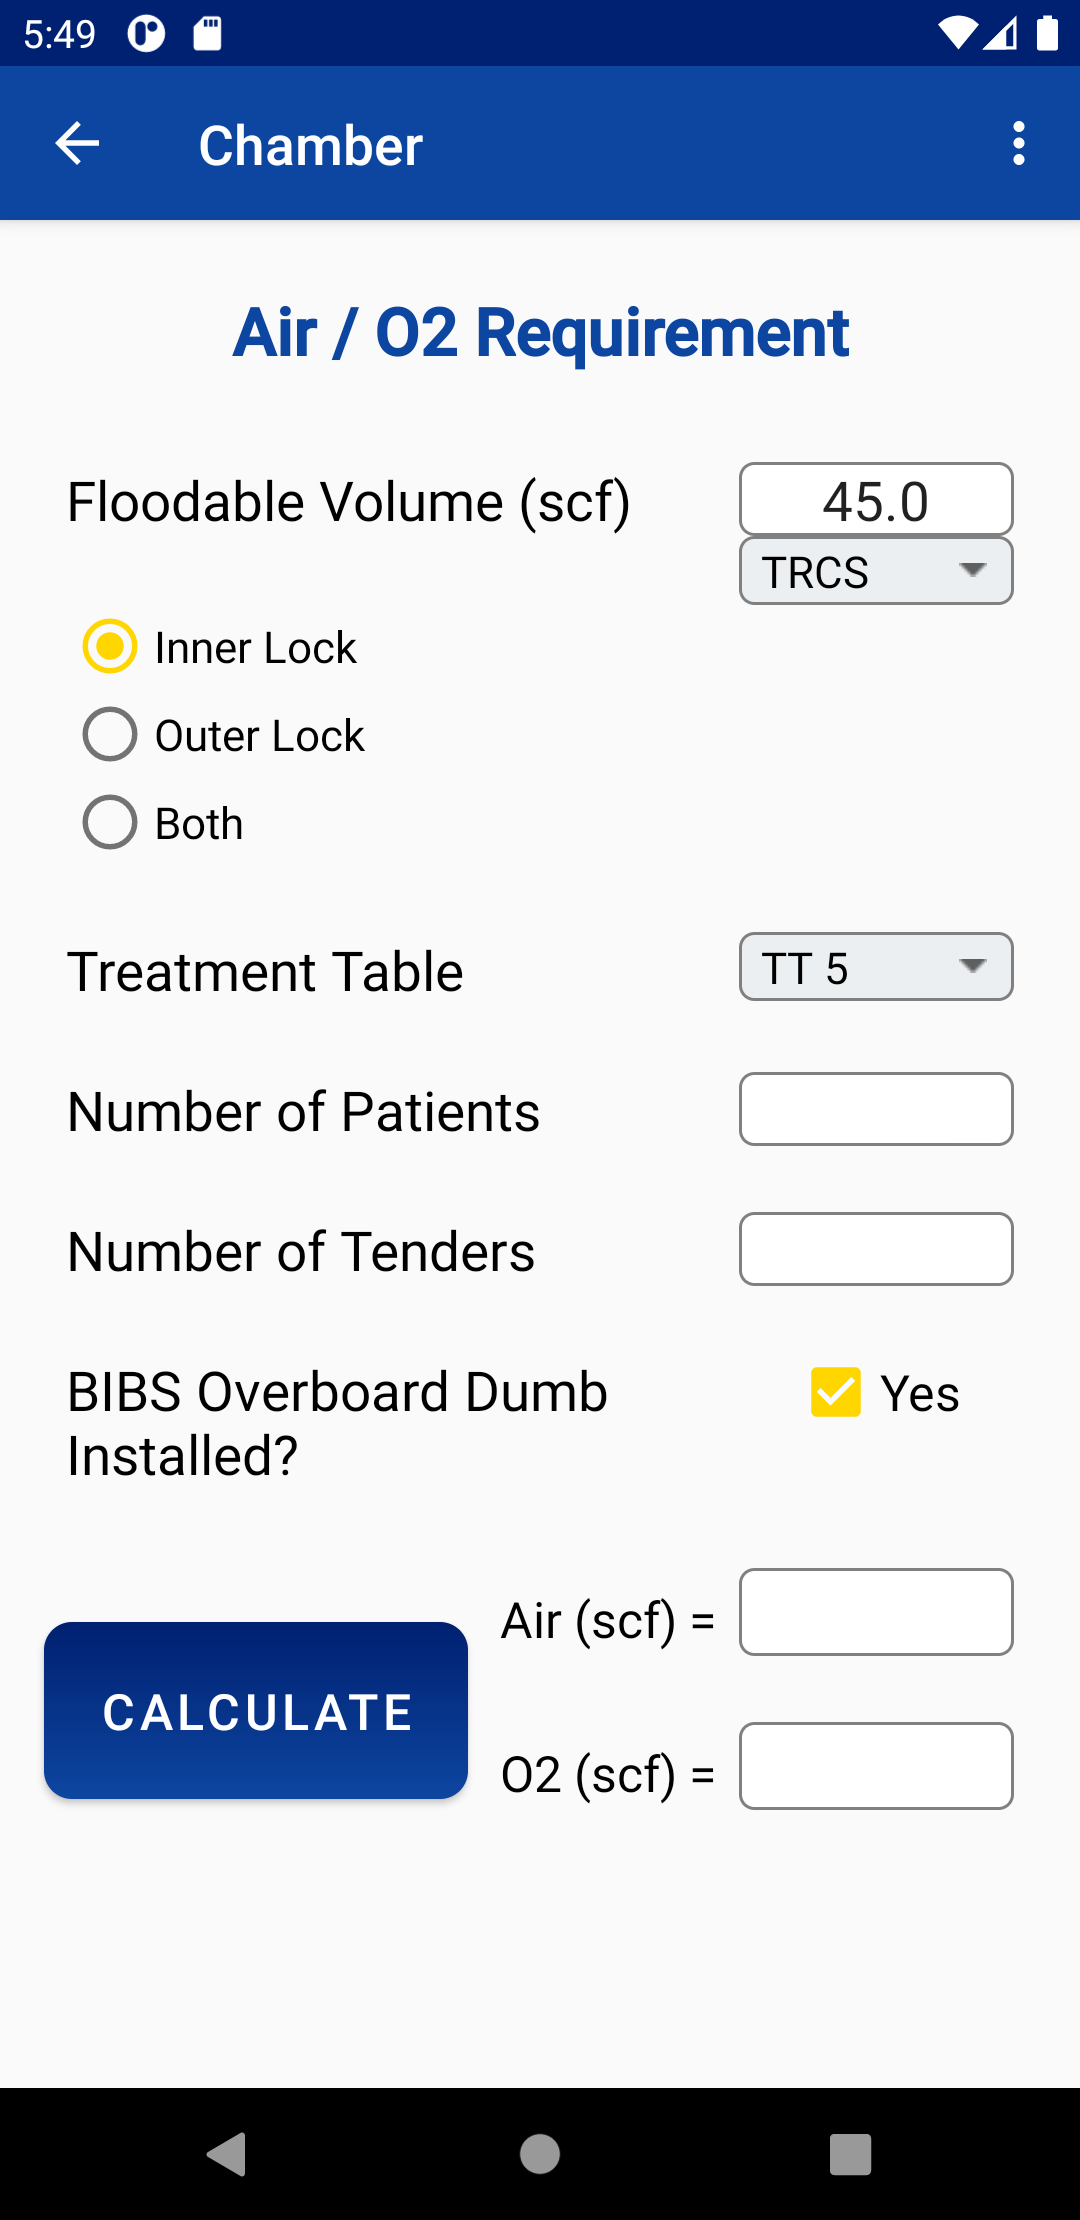 5:49
Chamber
Air / O2 Requirement
Floodable Volume (scf)
45.0
TRCS
Inner Lock
Outer Lock
Both
Treatment Table
TT 5
Number of Patients
Number of Tenders
BIBS Overboard Dumb
Installed?
Yes
Air (scf) =
CALCULATE
O2 (scf) =